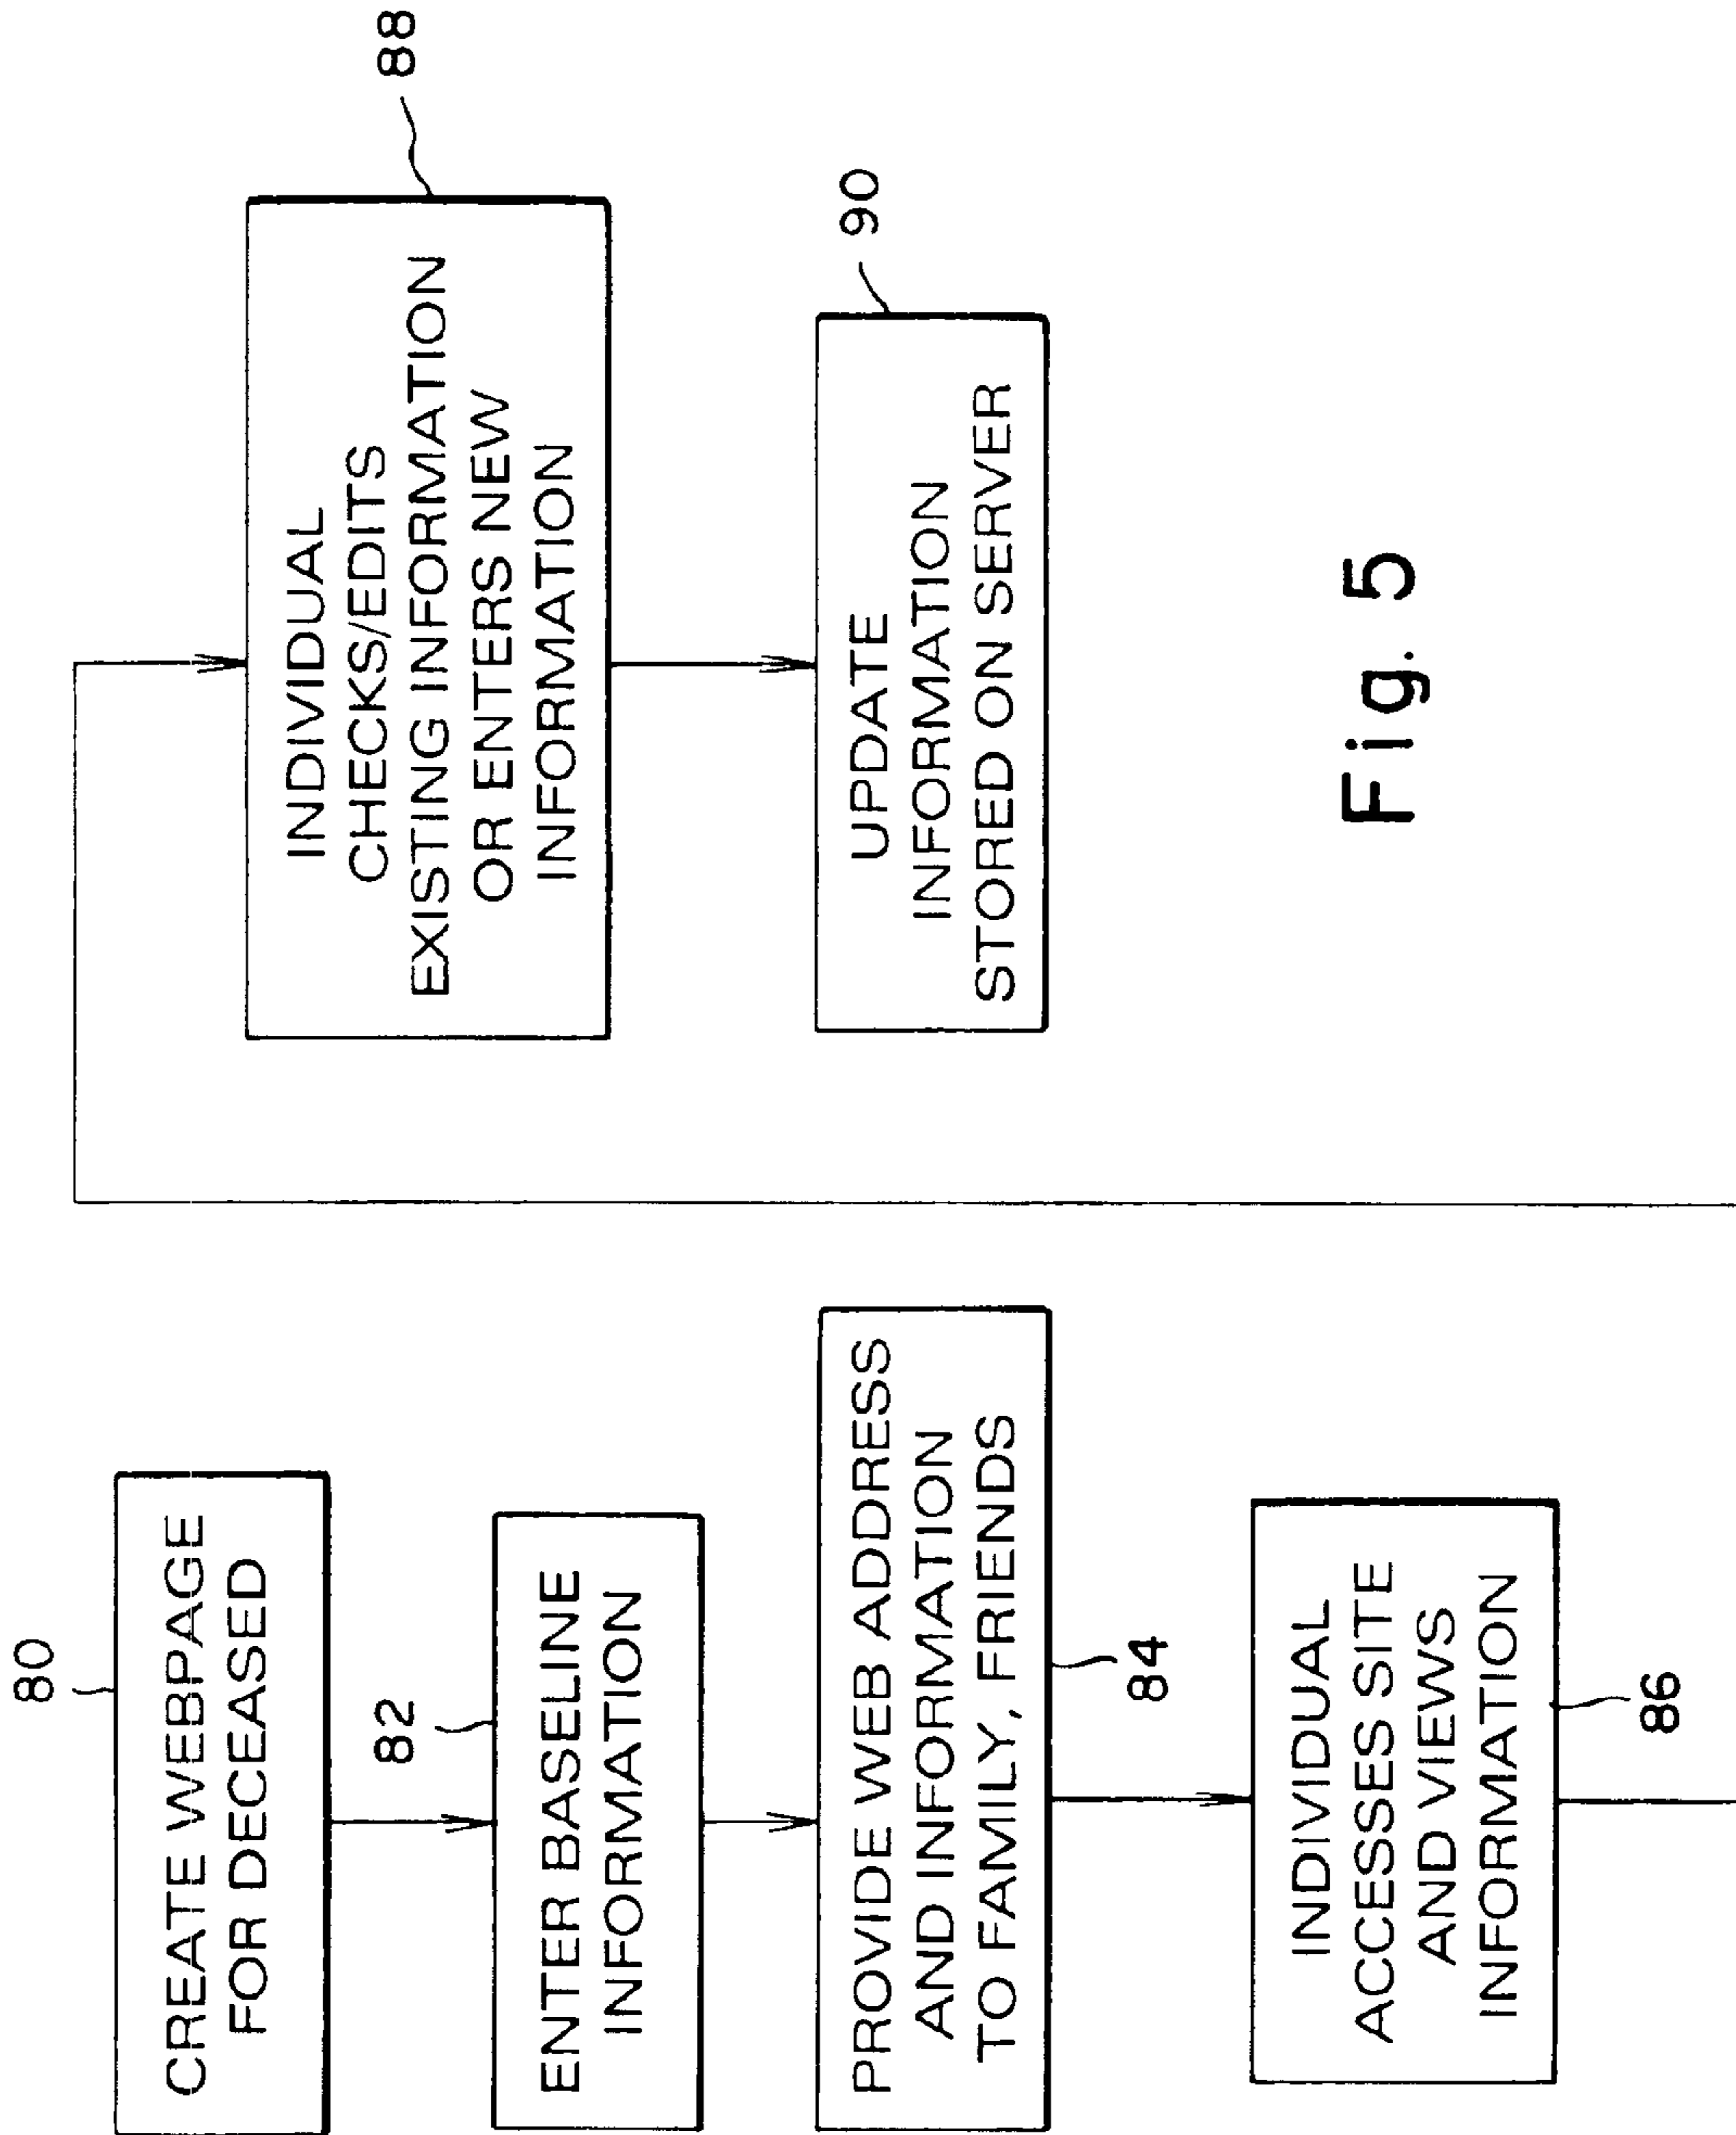 80
CREATE WEBPAGE
FOR DECEASED
82
ENTER BASELINE
INFORMATION
PROVIDE WEB ADDRESS
AND INFORMATION
TO FAMILY, FRIENDS
84
INDIVIDUAL
ACCESSES SITE
AND VIEWS
INFORMATION
86
88
INDIVIDUAL
CHECKS/EDITS
EXISTING INFORMATION
OR ENTERS NEW
INFORMATION
90
UPDATE
INFORMATION
STORED ON SERVER
Fig. 5